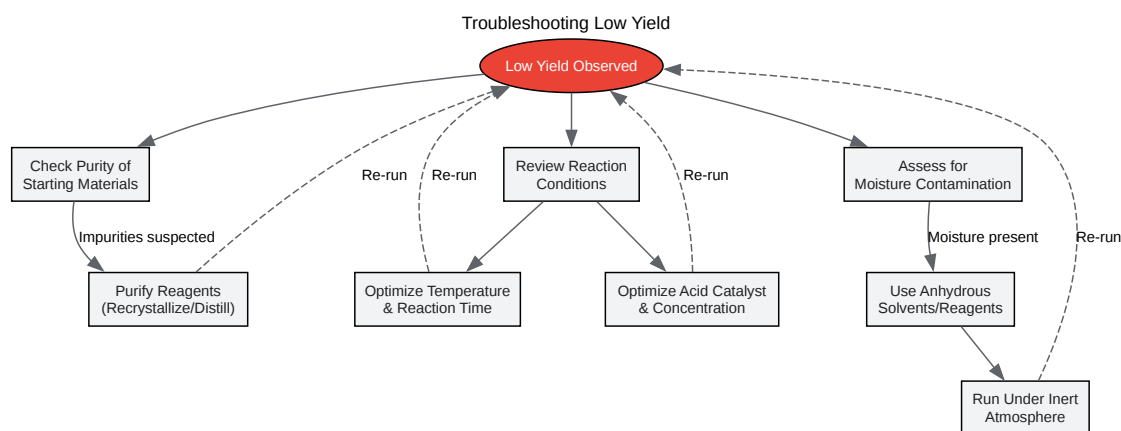 Troubleshooting Low Yield
Low Yield Observed
Check Purity of
Starting Materials
Review Reaction
Conditions
Assess for
Moisture Contamination
Re-run
Re-run
Re-run
Impurities suspected
Moisture present
Re-run
Purify Reagents
(Recrystallize/Distill)
Optimize Temperature
& Reaction Time
Optimize Acid Catalyst
& Concentration
Use Anhydrous
Solvents/Reagents
Run Under Inert
Atmosphere